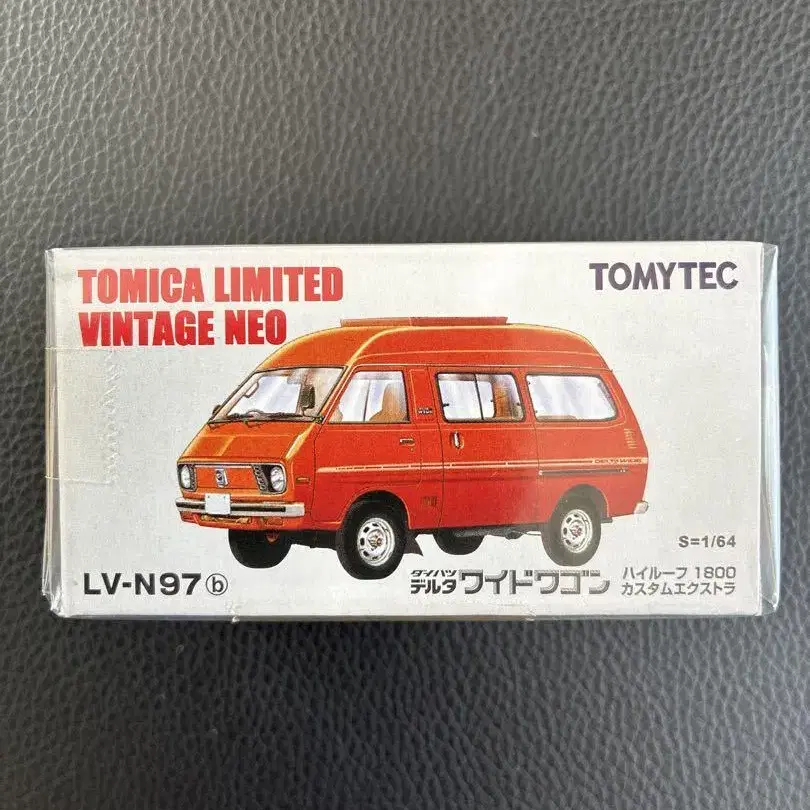 TOMICA LIMITED
VINTAGE NEO
TOMYTEC
S=1/64
LV-N97 ⓑ
ダイハツ
デルタ ワイドワゴン
ハイルーフ 1800
カスタムエクストラ